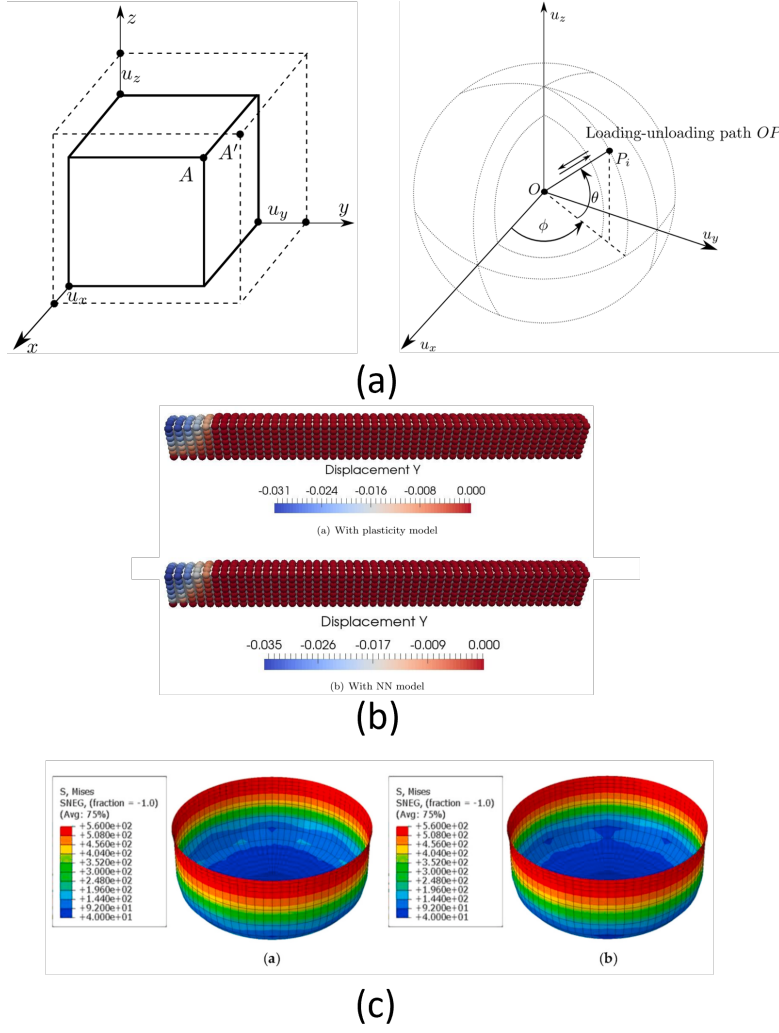 z
u_z
A
A′
u_y
y
u_x
x
u_z
Loading-unloading path OP
P_i
O
θ
ϕ
u_y
u_x
(a)
Displacement Y
-0.031 -0.024 -0.016 -0.008 0.000
(a) With plasticity model
Displacement Y
-0.035 -0.026 -0.017 -0.009 0.000
(b) With NN model
(b)
S, Mises
SNEG, (fraction = -1.0)
(Avg: 75%)
+5.600e+02
+5.080e+02
+4.560e+02
+4.040e+02
+3.520e+02
+3.000e+02
+2.480e+02
+1.960e+02
+1.440e+02
+9.200e+01
+4.000e+01
(a)
S, Mises
SNEG, (fraction = -1.0)
(Avg: 75%)
+5.600e+02
+5.080e+02
+4.560e+02
+4.040e+02
+3.520e+02
+3.000e+02
+2.480e+02
+1.960e+02
+1.440e+02
+9.200e+01
+4.000e+01
(b)
(c)